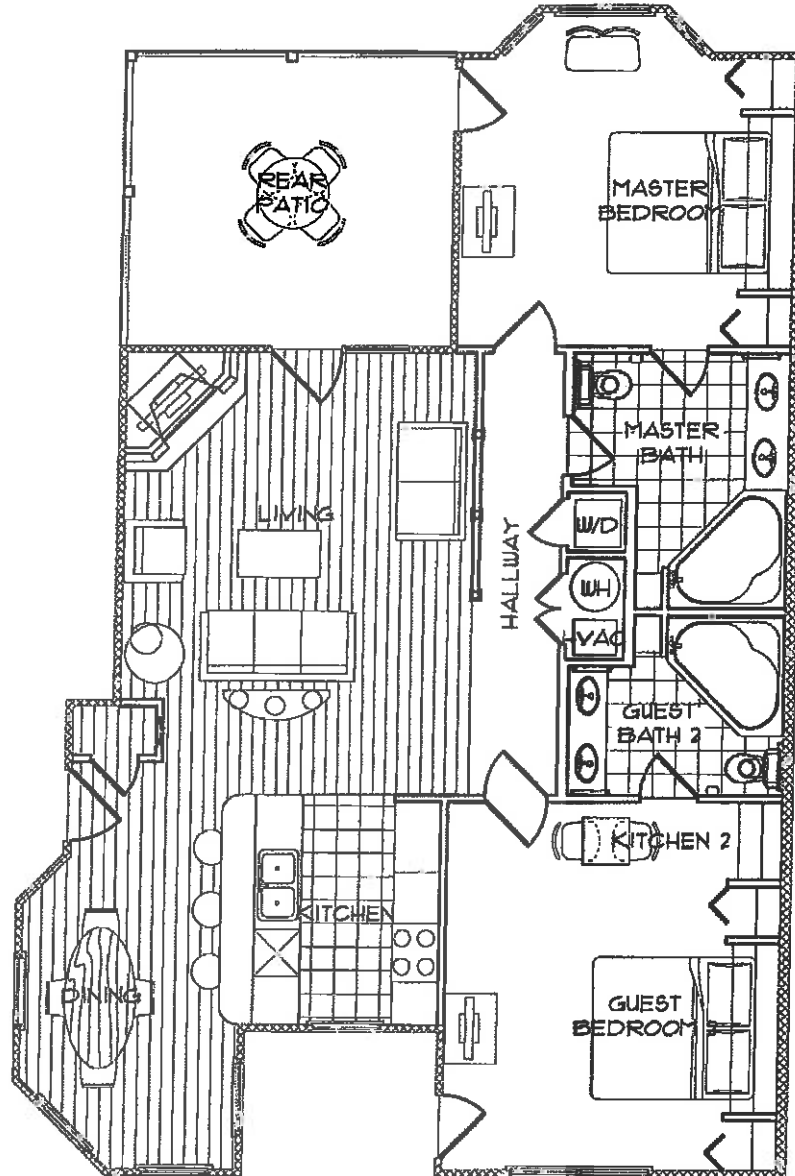 REAR
PATIO
MASTER
BEDROOM
MASTER
BATH
LIVING
HALLWAY
W/D
WH
HVAC
GUEST
BATH 2
KITCHEN 2
KITCHEN
DINING
GUEST
BEDROOM